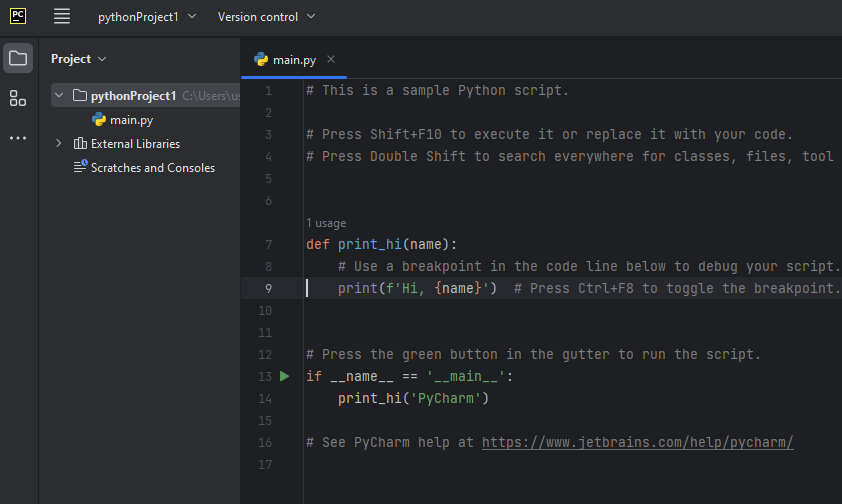 PC pythonProject1 Version control
Project
main.py
pythonProject1 C:\Users\us
main.py
External Libraries
Scratches and Consoles
1 # This is a sample Python script.
2
3 # Press Shift+F10 to execute it or replace it with your code.
4 # Press Double Shift to search everywhere for classes, files, tool
5
6
1 usage
7 def print_hi(name):
8     # Use a breakpoint in the code line below to debug your script.
9     print(f'Hi, {name}')  # Press Ctrl+F8 to toggle the breakpoint.
10
11
12 # Press the green button in the gutter to run the script.
13 if __name__ == '__main__':
14     print_hi('PyCharm')
15
16 # See PyCharm help at https://www.jetbrains.com/help/pycharm/
17